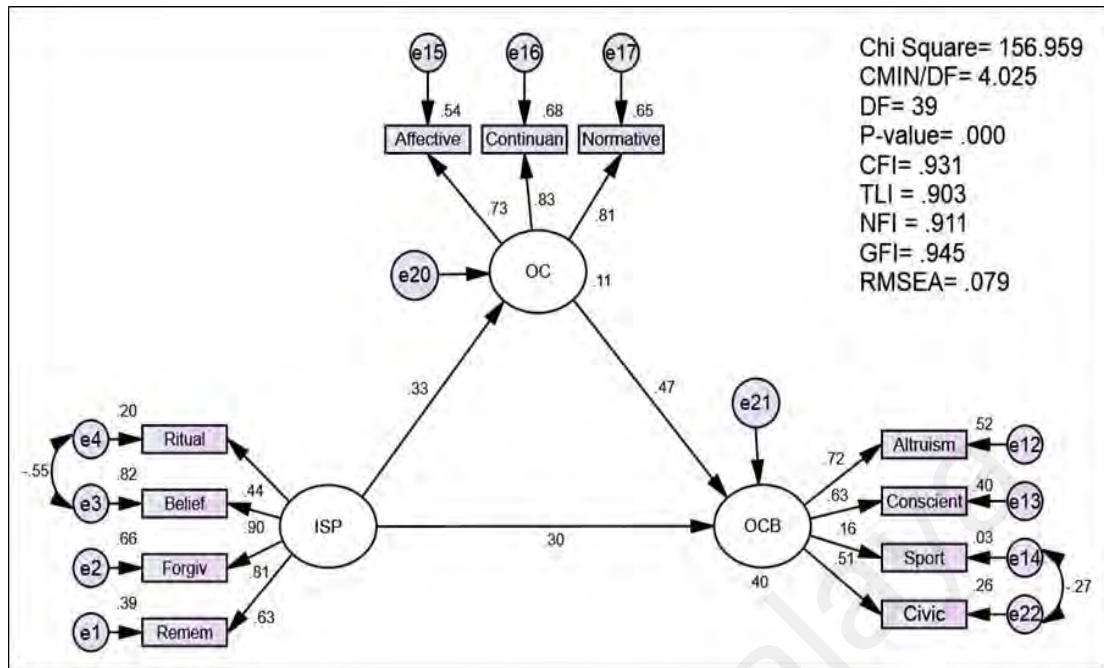 e15
e16
e17
Chi Square= 156.959
CMIN/DF= 4.025
DF= 39
P-value= .000
CFI= .931
TLI = .903
NFI = .911
GFI= .945
RMSEA= .079
.54
.68
.65
Affective
Continuan
Normative
.73
.83
.81
e20
OC
.11
.33
.47
e21
.20
e4
Ritual
-.55
.82
e3
Belief
.44
.90
.66
e2
Forgiv
.81
.39
e1
Remem
.63
ISP
.30
OCB
.40
.72
Altruism
.52
e12
.63
Conscient
.40
e13
.16
Sport
.03
e14
.51
Civic
.26
e22
-.27